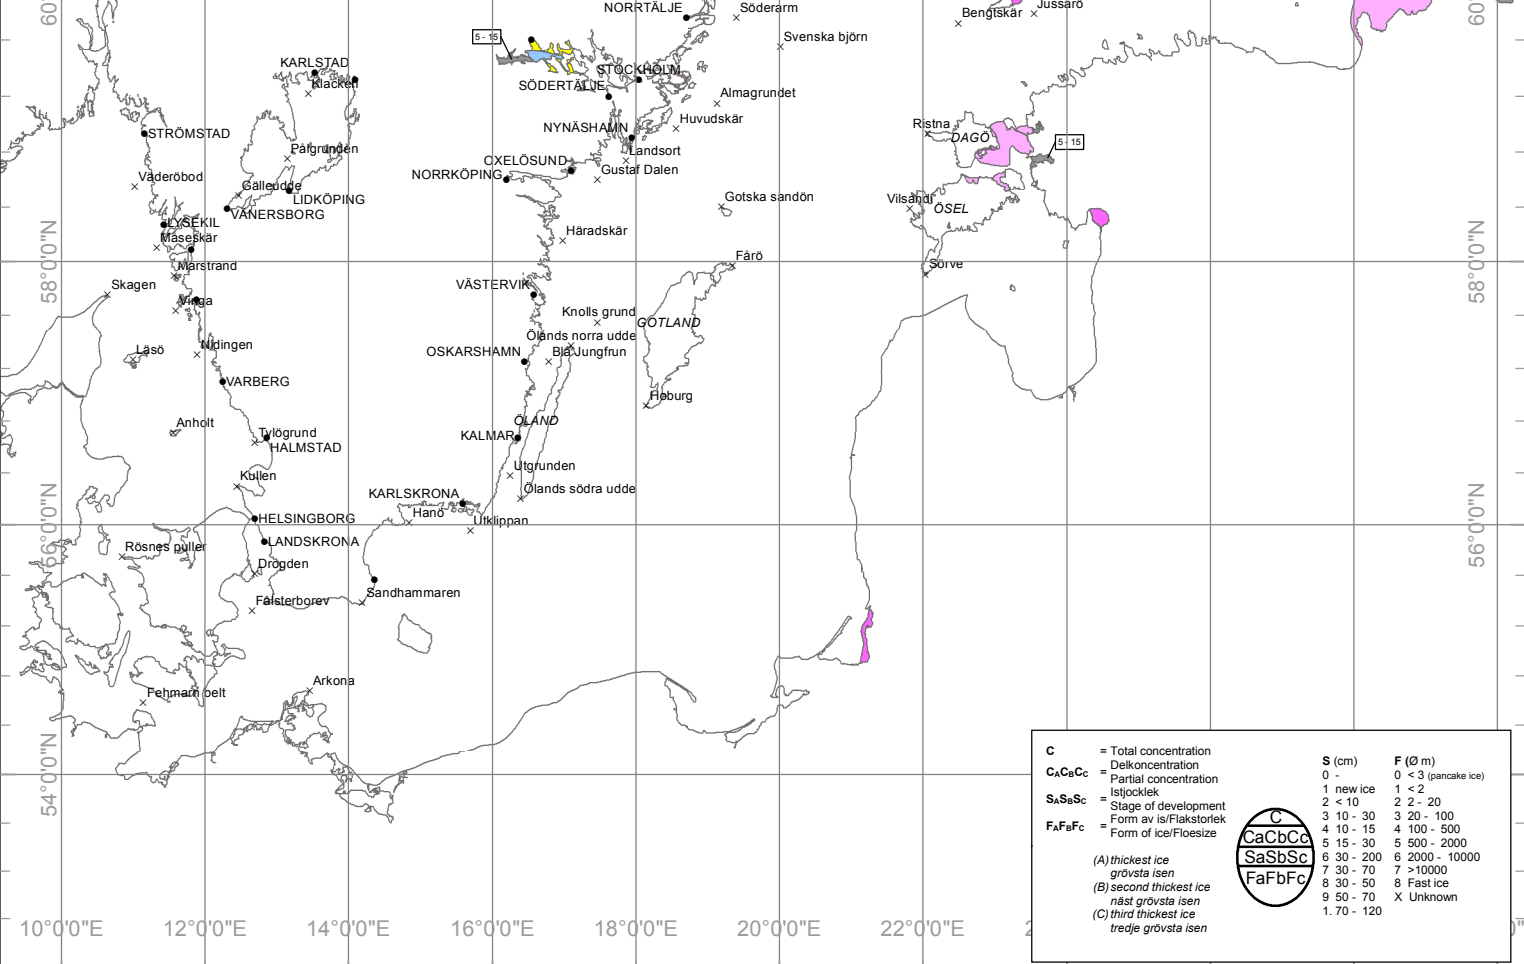 NORRTÄLJE
Söderarm
Bengtskär
Jussarö
60
60
5 - 15
Svenska björn
KARLSTAD
Klacken
STOCKHOLM
SÖDERTÄLJE
Almagrundet
Huvudskär
STRÖMSTAD
NYNÄSHAMN
Ristna
DAGÖ
5 - 15
Pålgrunden
Landsort
OXELÖSUND
Gustaf Dalen
NORRKÖPING
Väderöbod
Gälleudde
LIDKÖPING
VÄNERSBORG
Gotska sandön
Vilsandi
ÖSEL
LYSEKIL
Måseskär
Häradskär
58°0'0"N
58°0'0"N
Marstrand
Fårö
Sörve
Skagen
VÄSTERVIK
Vinga
Knolls grund
GOTLAND
Ölands norra udde
Läsö
Nidingen
OSKARSHAMN
Blå Jungfrun
VARBERG
Hoburg
Anholt
ÖLAND
Tylögrund
KALMAR
HALMSTAD
Utgrunden
Kullen
Ölands södra udde
KARLSKRONA
Hanö
HELSINGBORG
Utklippan
56°0'0"N
56°0'0"N
LANDSKRONA
Rösnes puller
Drogden
Sandhammaren
Falsterborev
Arkona
Fehmarn belt
54°0'0"N
10°0'0"E
12°0'0"E
14°0'0"E
16°0'0"E
18°0'0"E
20°0'0"E
22°0'0"E
C = Total concentration
Delkoncentration
CACBCC =
Partial concentration
Istjocklek
SASBSC =
Stage of development
Form av is/Flakstorlek
FAFBFC =
Form of ice/Floesize
(A) thickest ice
grövsta isen
(B) second thickest ice
näst grövsta isen
(C) third thickest ice
tredje grövsta isen
C
CaCbCc
SaSbSc
FaFbFc
S (cm)
0 -
1 new ice
2 < 10
3 10 - 30
4 10 - 15
5 15 - 30
6 30 - 200
7 30 - 70
8 30 - 50
9 50 - 70
1. 70 - 120
F (Ø m)
0 < 3 (pancake ice)
1 < 2
2 2 - 20
3 20 - 100
4 100 - 500
5 500 - 2000
6 2000 - 10000
7 >10000
8 Fast ice
X Unknown